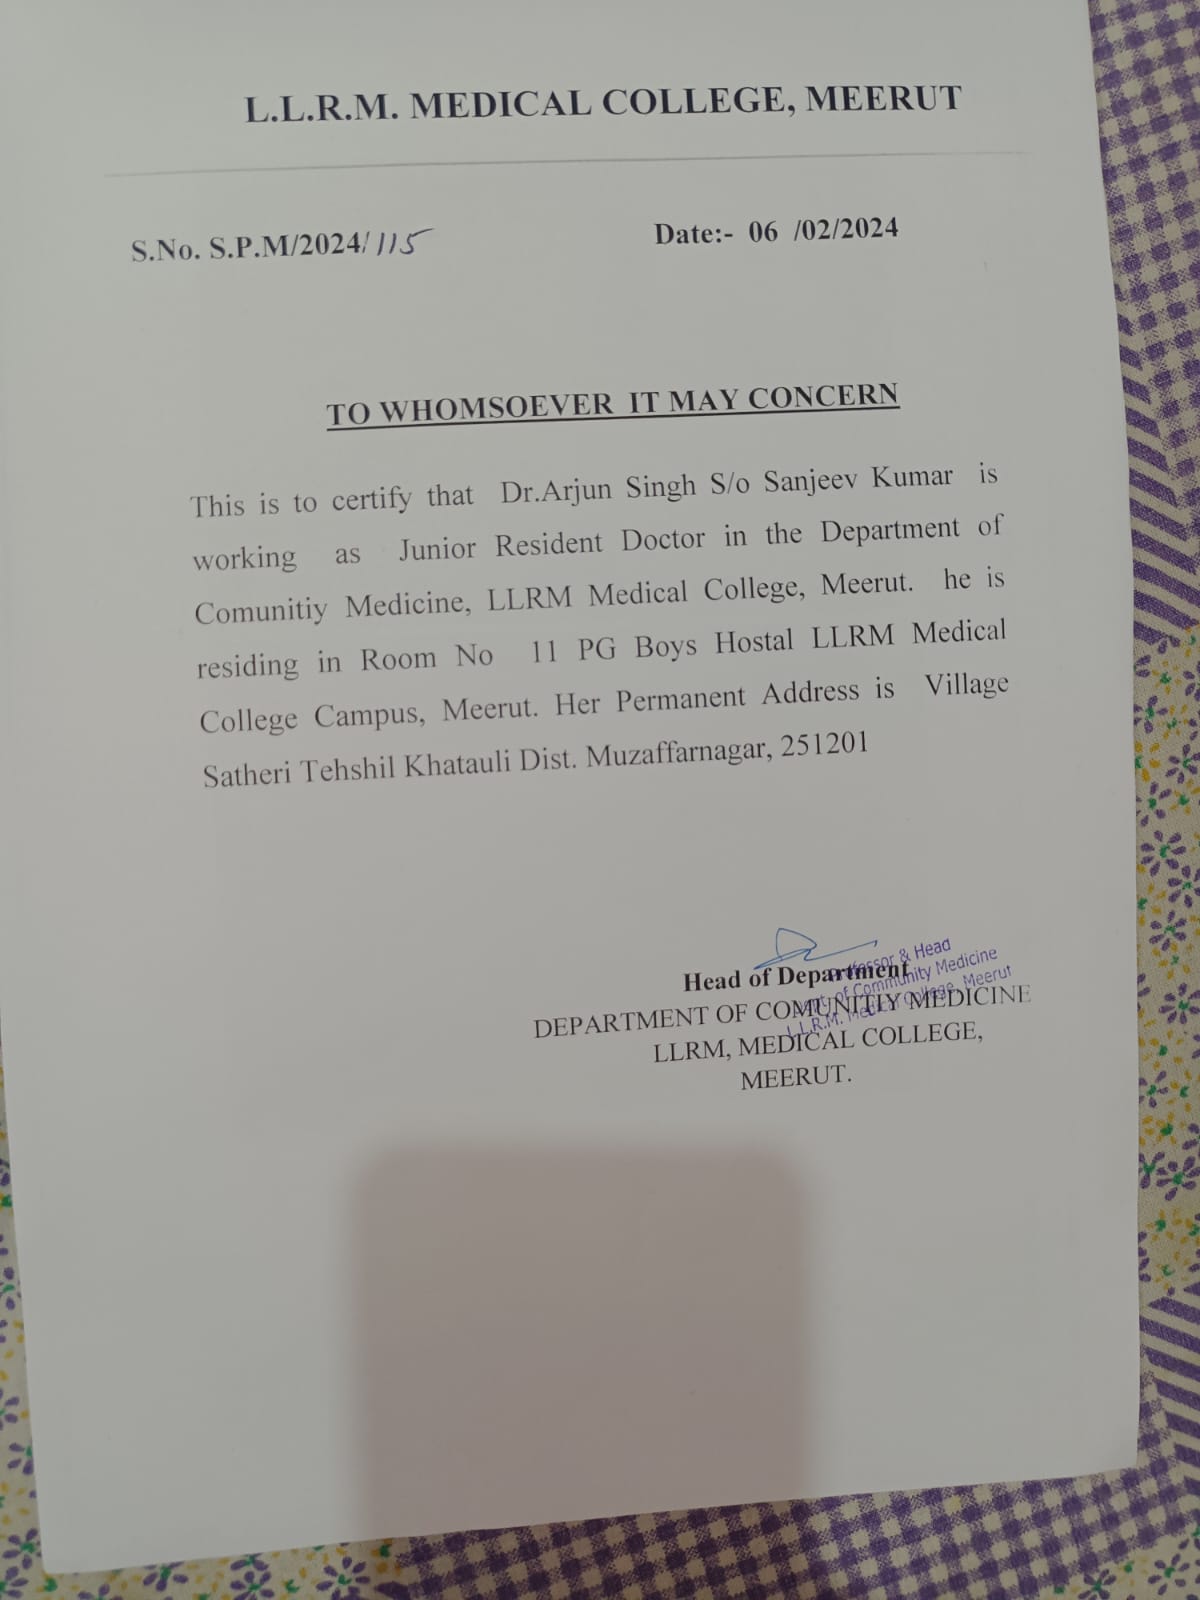 L.L.R.M. MEDICAL COLLEGE, MEERUT
S.No. S.P.M/2024/115
Date:- 06 /02/2024
TO WHOMSOEVER IT MAY CONCERN
This is to certify that Dr.Arjun Singh S/o Sanjeev Kumar is
working as Junior Resident Doctor in the Department of
Comunitiy Medicine, LLRM Medical College, Meerut. he is
residing in Room No 11 PG Boys Hostal LLRM Medical
College Campus, Meerut. Her Permanent Address is Village
Satheri Tehshil Khatauli Dist. Muzaffarnagar, 251201
Professor & Head
Dept. of Community Medicine
L.L.R.M. Medical College, Meerut
Head of Department
DEPARTMENT OF COMUNITIY MEDICINE
LLRM, MEDICAL COLLEGE,
MEERUT.